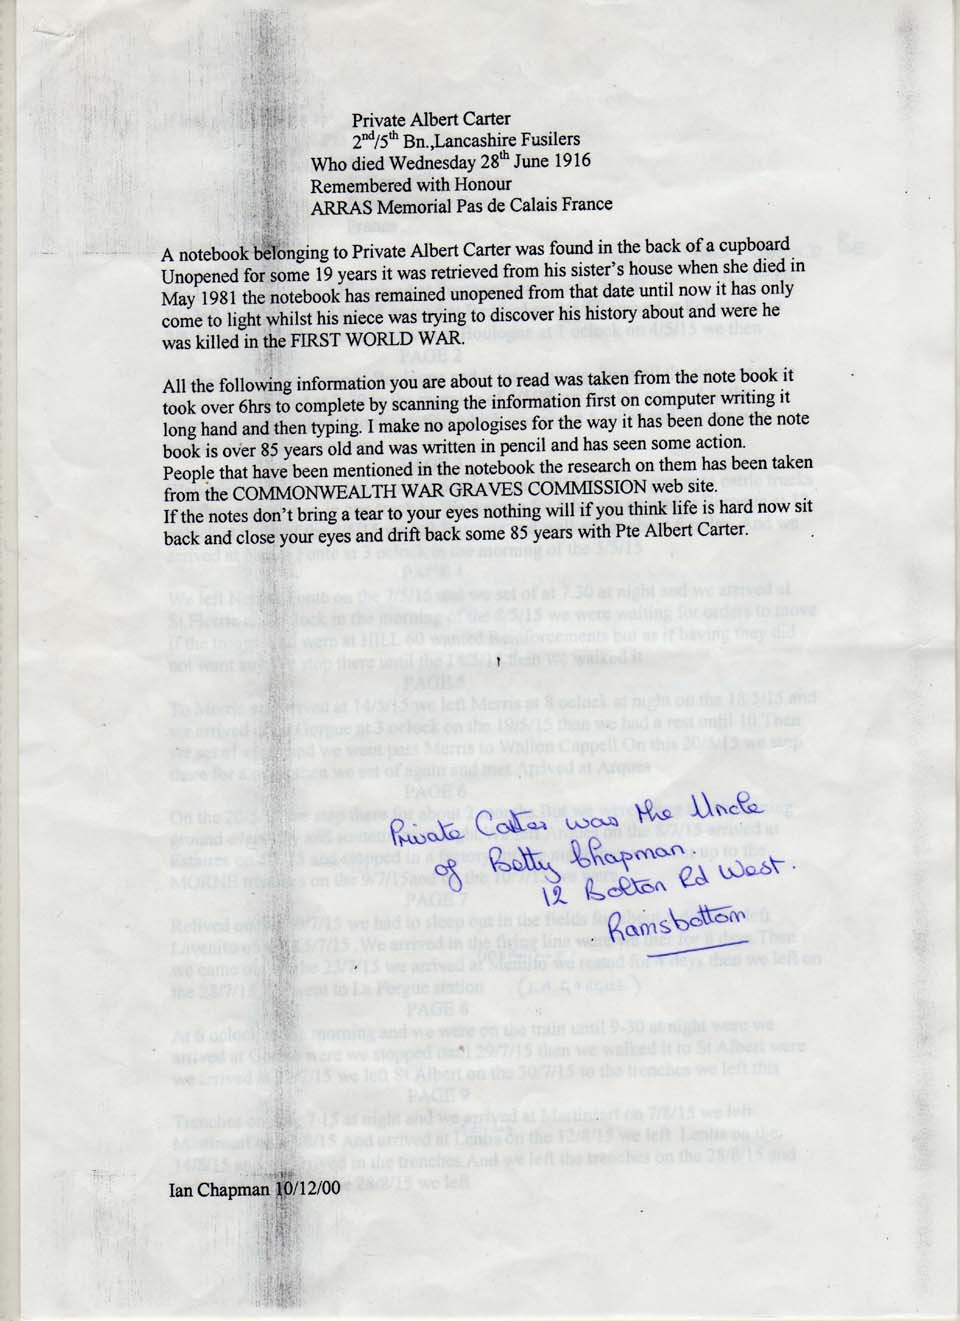 Private Albert Carter
2nd/5th Bn.,Lancashire Fusilers
Who died Wednesday 28th June 1916
Remembered with Honour
ARRAS Memorial Pas de Calais France
A notebook belonging to Private Albert Carter was found in the back of a cupboard
Unopened for some 19 years it was retrieved from his sister's house when she died in
May 1981 the notebook has remained unopened from that date until now it has only
come to light whilst his niece was trying to discover his history about and were he
was killed in the FIRST WORLD WAR.
All the following information you are about to read was taken from the note book it
took over 6hrs to complete by scanning the information first on computer writing it
long hand and then typing. I make no apologises for the way it has been done the note
book is over 85 years old and was written in pencil and has seen some action.
People that have been mentioned in the notebook the research on them has been taken
from the COMMONWEALTH WAR GRAVES COMMISSION web site.
If the notes don't bring a tear to your eyes nothing will if you think life is hard now sit
back and close your eyes and drift back some 85 years with Pte Albert Carter.
Private Carter was the Uncle
of Betty Chapman.
12 Bolton Rd West.
Ramsbottom
Ian Chapman 10/12/00